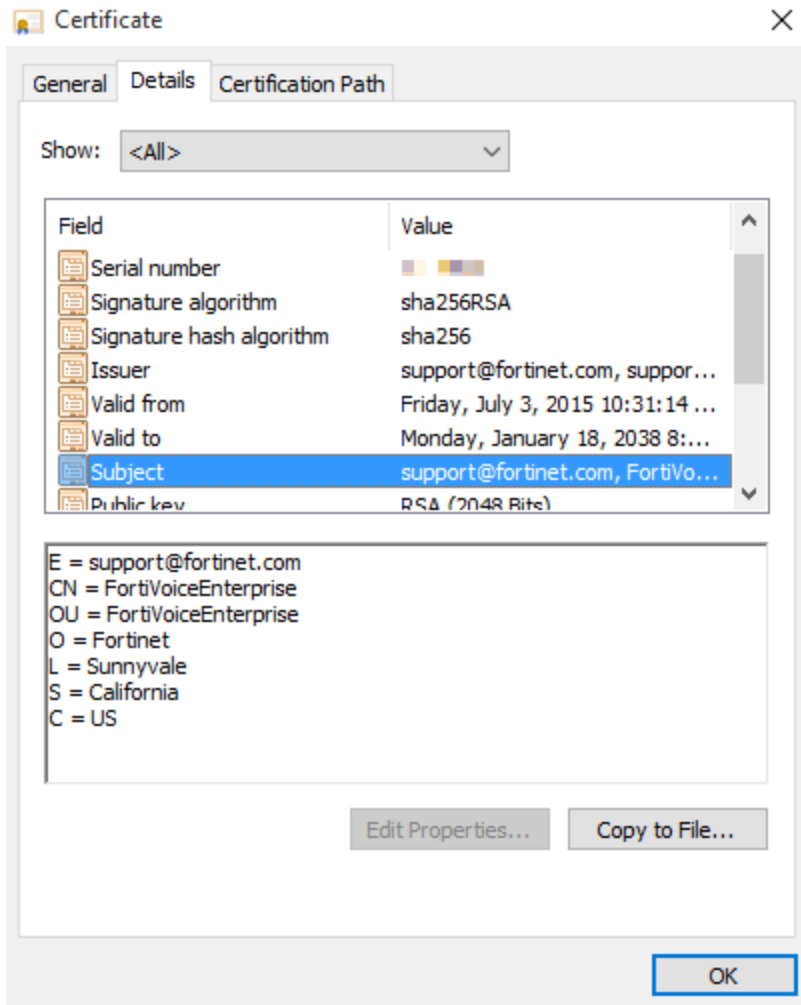 Certificate
General Details Certification Path
Show: <All>
Field Value
Serial number
Signature algorithm sha256RSA
Signature hash algorithm sha256
Issuer support@fortinet.com, suppor...
Valid from Friday, July 3, 2015 10:31:14 ...
Valid to Monday, January 18, 2038 8:...
Subject support@fortinet.com, FortiVo...
Public key RSA (2048 Bits)
E = support@fortinet.com
CN = FortiVoiceEnterprise
OU = FortiVoiceEnterprise
O = Fortinet
L = Sunnyvale
S = California
C = US
Edit Properties... Copy to File...
OK